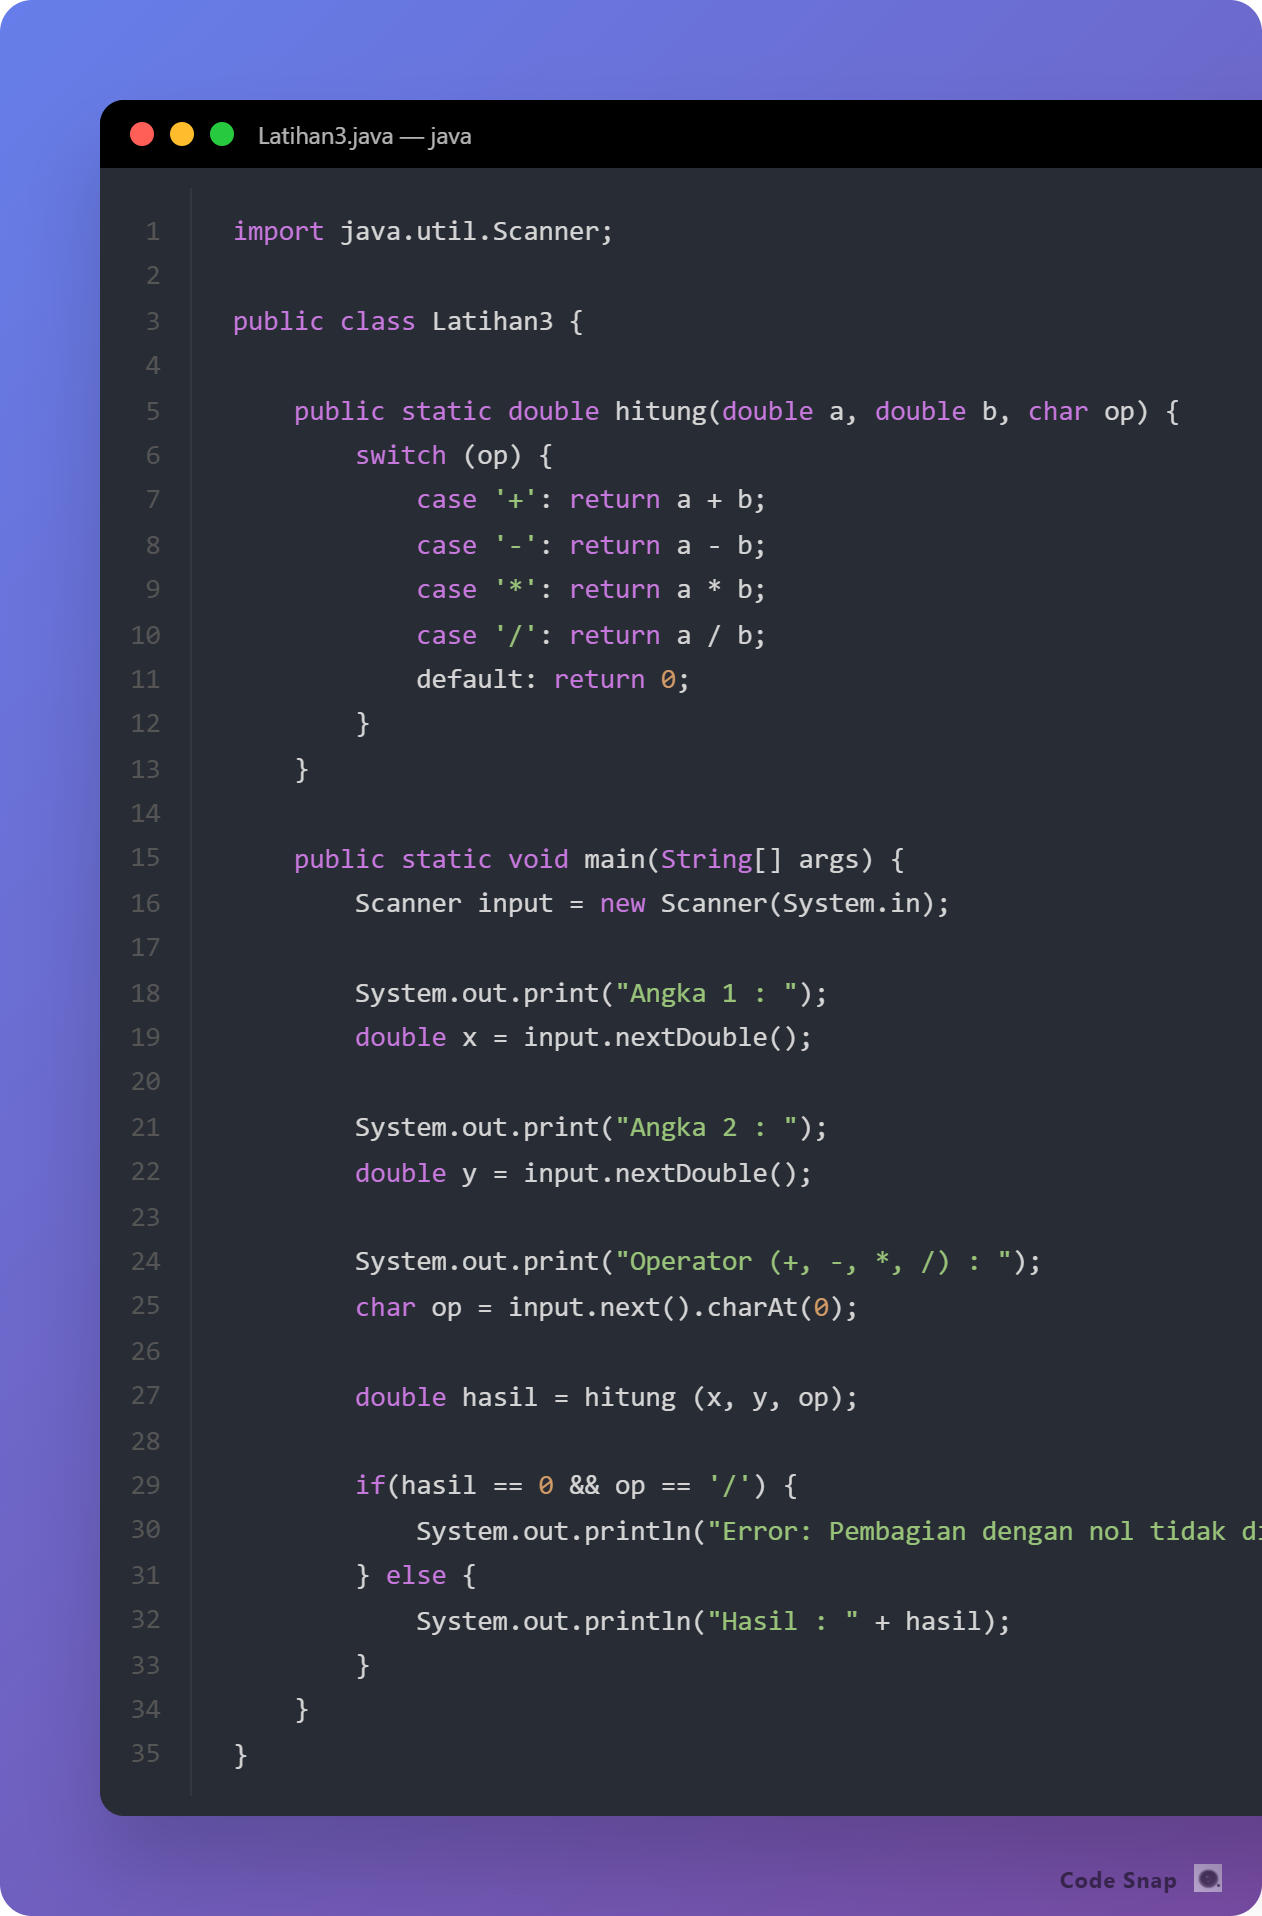 Latihan3.java — java
1 import java.util.Scanner;
2
3 public class Latihan3 {
4
5     public static double hitung(double a, double b, char op) {
6         switch (op) {
7             case '+': return a + b;
8             case '-': return a - b;
9             case '*': return a * b;
10             case '/': return a / b;
11             default: return 0;
12         }
13     }
14
15     public static void main(String[] args) {
16         Scanner input = new Scanner(System.in);
17
18         System.out.print("Angka 1 : ");
19         double x = input.nextDouble();
20
21         System.out.print("Angka 2 : ");
22         double y = input.nextDouble();
23
24         System.out.print("Operator (+, -, *, /) : ");
25         char op = input.next().charAt(0);
26
27         double hasil = hitung (x, y, op);
28
29         if(hasil == 0 && op == '/') {
30             System.out.println("Error: Pembagian dengan nol tidak
31         } else {
32             System.out.println("Hasil : " + hasil);
33         }
34     }
35 }
Code Snap